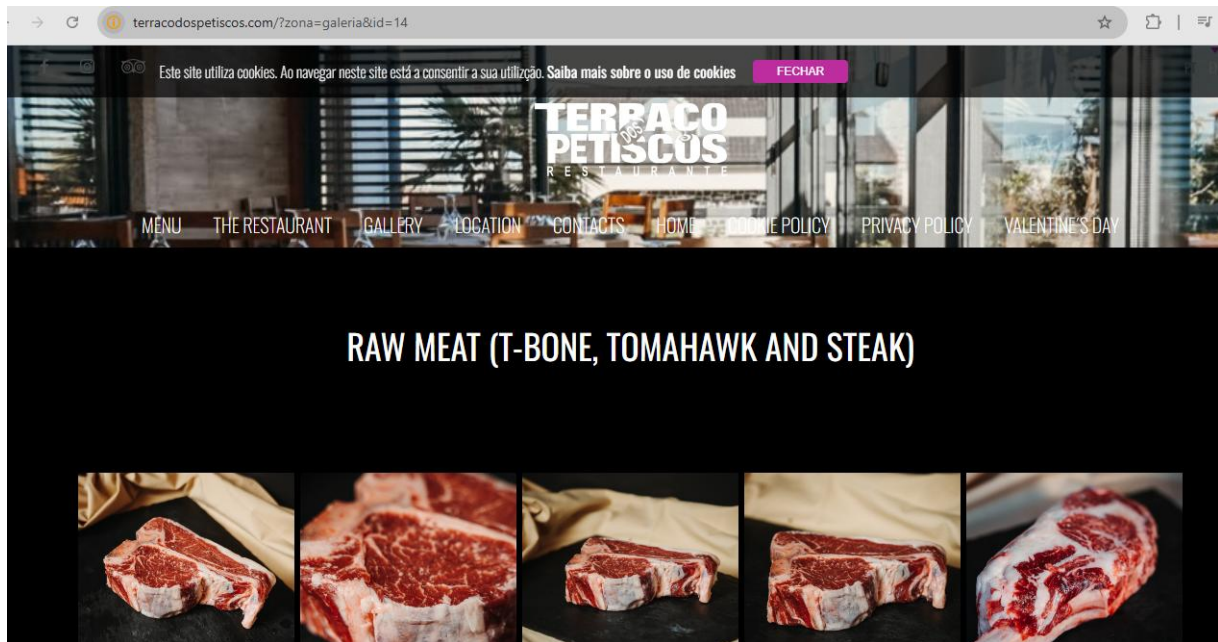 terracodospetiscos.com/?zona=galeria&id=14
Este site utiliza cookies. Ao navegar neste site está a consentir a sua utilizção. Saiba mais sobre o uso de cookies FECHAR
TERRAÇO
DOS
PETISCOS
RESTAURANTE
MENU THE RESTAURANT GALLERY LOCATION CONTACTS HOME COOKIE POLICY PRIVACY POLICY VALENTINE'S DAY
RAW MEAT (T-BONE, TOMAHAWK AND STEAK)